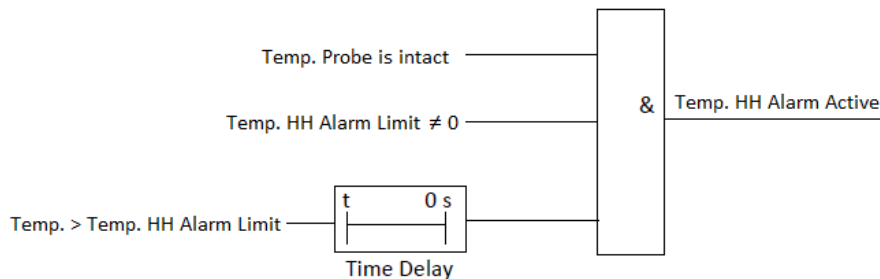 Temp. Probe is intact
Temp. HH Alarm Limit ≠ 0
&
Temp. HH Alarm Active
t 0 s
Temp. > Temp. HH Alarm Limit
Time Delay